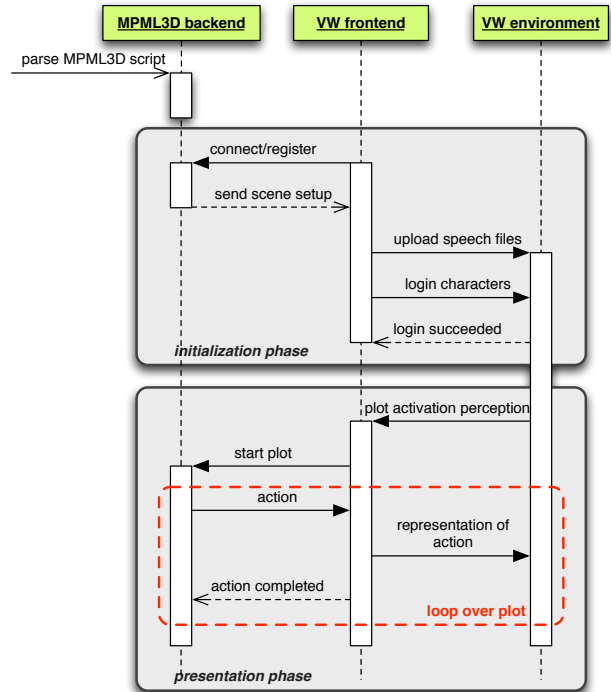 MPML3D backend
VW frontend
VW environment
parse MPML3D script
connect/register
send scene setup
upload speech files
login characters
login succeeded
initialization phase
plot activation perception
start plot
action
representation of
action
action completed
loop over plot
presentation phase